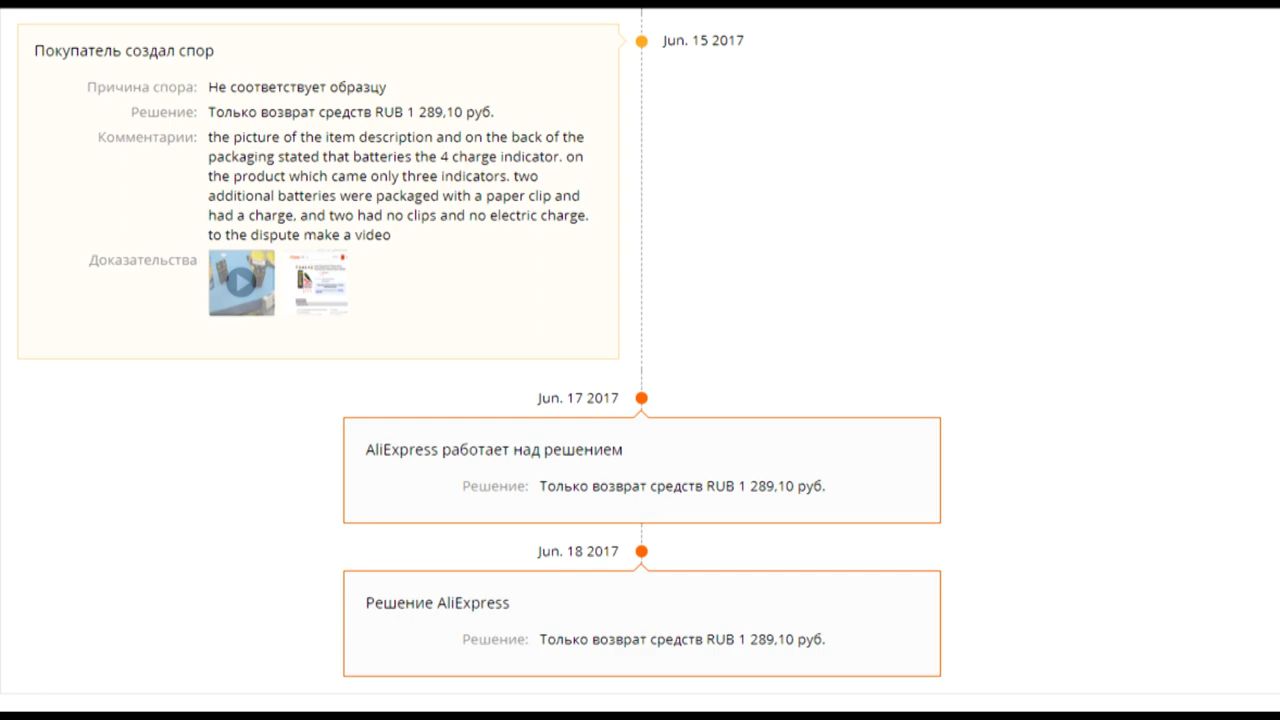 Покупатель создал спор
Jun. 15 2017
Причина спора: Не соответствует образцу
Решение: Только возврат средств RUB 1 289,10 руб.
Комментарии: the picture of the item description and on the back of the
packaging stated that batteries the 4 charge indicator. on
the product which came only three indicators. two
additional batteries were packaged with a paper clip and
had a charge, and two had no clips and no electric charge.
to the dispute make a video
Доказательства
Jun. 17 2017
AliExpress работает над решением
Решение: Только возврат средств RUB 1 289,10 руб.
Jun. 18 2017
Решение AliExpress
Решение: Только возврат средств RUB 1 289,10 руб.